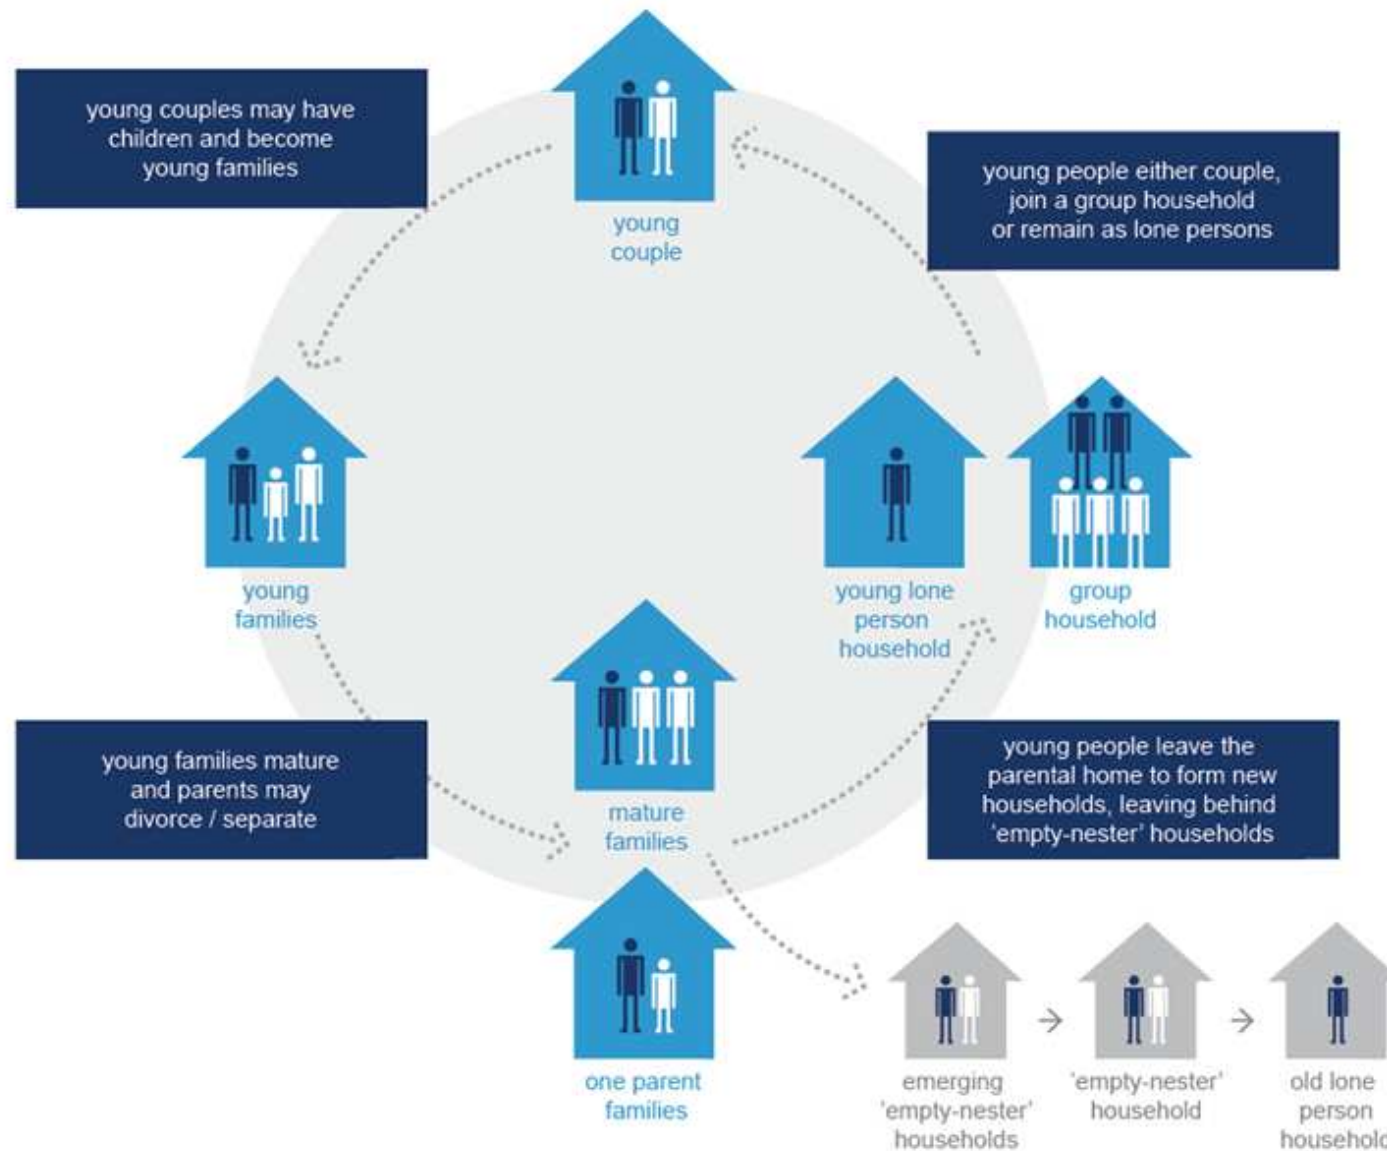 young couples may have
children and become
young families
young
couple
young people either couple,
join a group household
or remain as lone persons
young
families
young lone
person
household
group
household
young families mature
and parents may
divorce / separate
mature
families
young people leave the
parental home to form new
households, leaving behind
‘empty-nester’ households
one parent
families
emerging
‘empty-nester’
households
‘empty-nester’
household
old lone
person
household